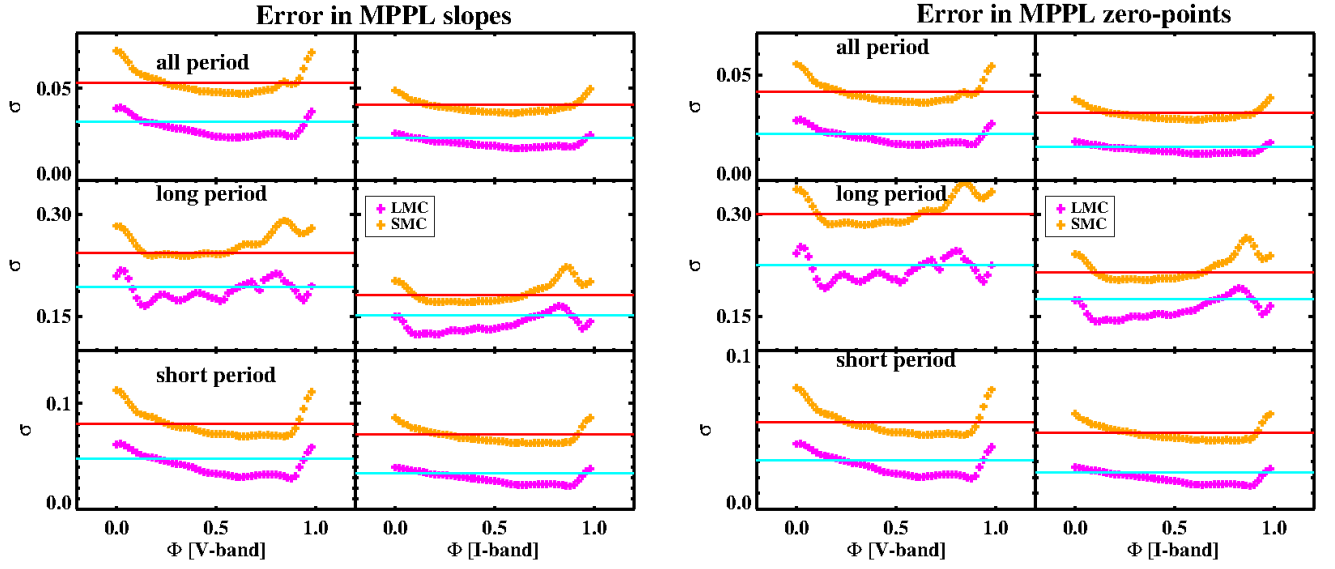 Error in MPPL slopes
all period
0.05
0.00
σ
long period
0.30
0.15
σ
LMC
SMC
short period
0.1
0.0
σ
0.0 0.5 1.0 0.0 0.5 1.0
Φ [V-band] Φ [I-band]
Error in MPPL zero-points
all period
0.05
0.00
σ
long period
0.30
0.15
σ
LMC
SMC
short period
0.1
0.0
σ
0.0 0.5 1.0 0.0 0.5 1.0
Φ [V-band] Φ [I-band]